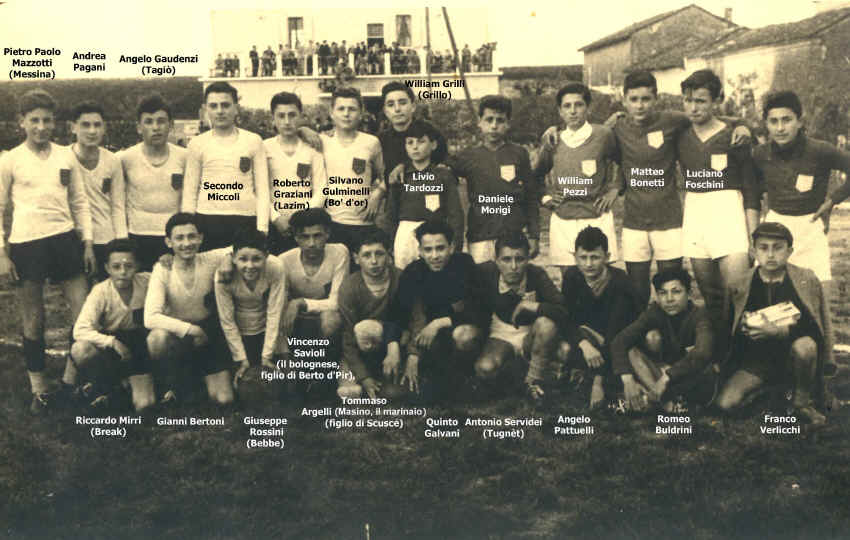 Pietro Paolo
Mazzotti
(Messina)
Andrea
Pagani
Angelo Gaudenzi
(Tagiò)
Secondo
Miccoli
Roberto
Graziani
(Lazim)
Silvano
Gulminelli
(Bo' d'or)
William Grilli
(Grillo)
Livio
Tardozzi
Daniele
Morigi
William
Pezzi
Matteo
Bonetti
Luciano
Foschini
Riccardo Mirri
(Break)
Gianni Bertoni
Giuseppe
Rossini
(Bebbe)
Vincenzo
Savioli
(il bolognese,
figlio di Berto d'Pir)
Tommaso
Argelli (Masino, il marinaio)
(figlio di Scuscé)
Quinto
Galvani
Antonio Servidei
(Tugnèt)
Angelo
Pattuelli
Romeo
Buldrini
Franco
Verlicchi